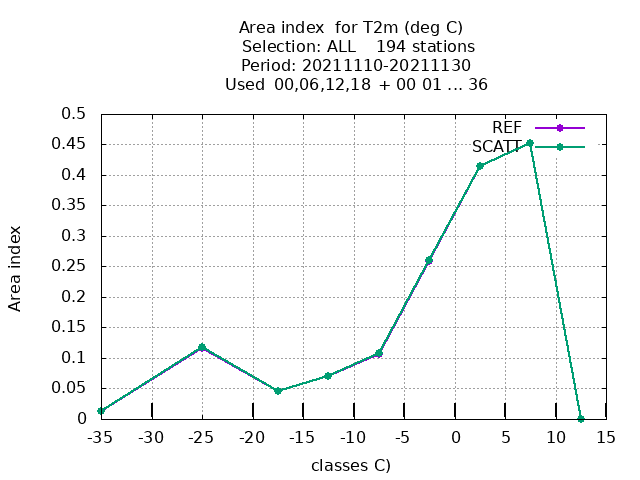 Area index  for T2m (deg C)
Selection: ALL    194 stations
Period: 20211110-20211130
Used  00,06,12,18  + 00 01 ... 36
REF
SCATT
0.5
0.45
0.4
0.35
0.3
0.25
0.2
0.15
0.1
0.05
0
Area index
-35 -30 -25 -20 -15 -10 -5 0 5 10 15
classes C)